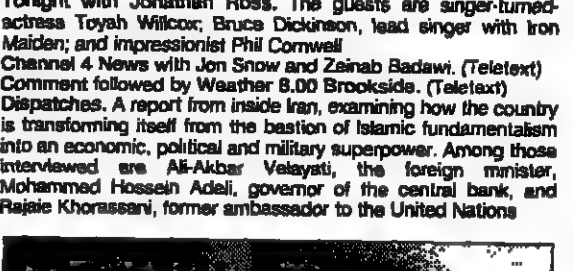 Tonight with Jonathan Ross. The guests are singer-turned-
actress Toyah Willcox; Bruce Dickinson, lead singer with Iron
Maiden; and impressionist Phil Cornwell
Channel 4 News with Jon Snow and Zeinab Badawi. (Teletext)
Comment followed by Weather 8.00 Brookside. (Teletext)
Dispatches. A report from inside Iran, examining how the country
is transforming itself from the bastion of Islamic fundamentalism
into an economic, political and military superpower. Among those
interviewed are Ali-Akbar Velayati, the foreign minister,
Mohammed Hossein Adeli, governor of the central bank, and
Rajaie Khorassani, former ambassador to the United Nations